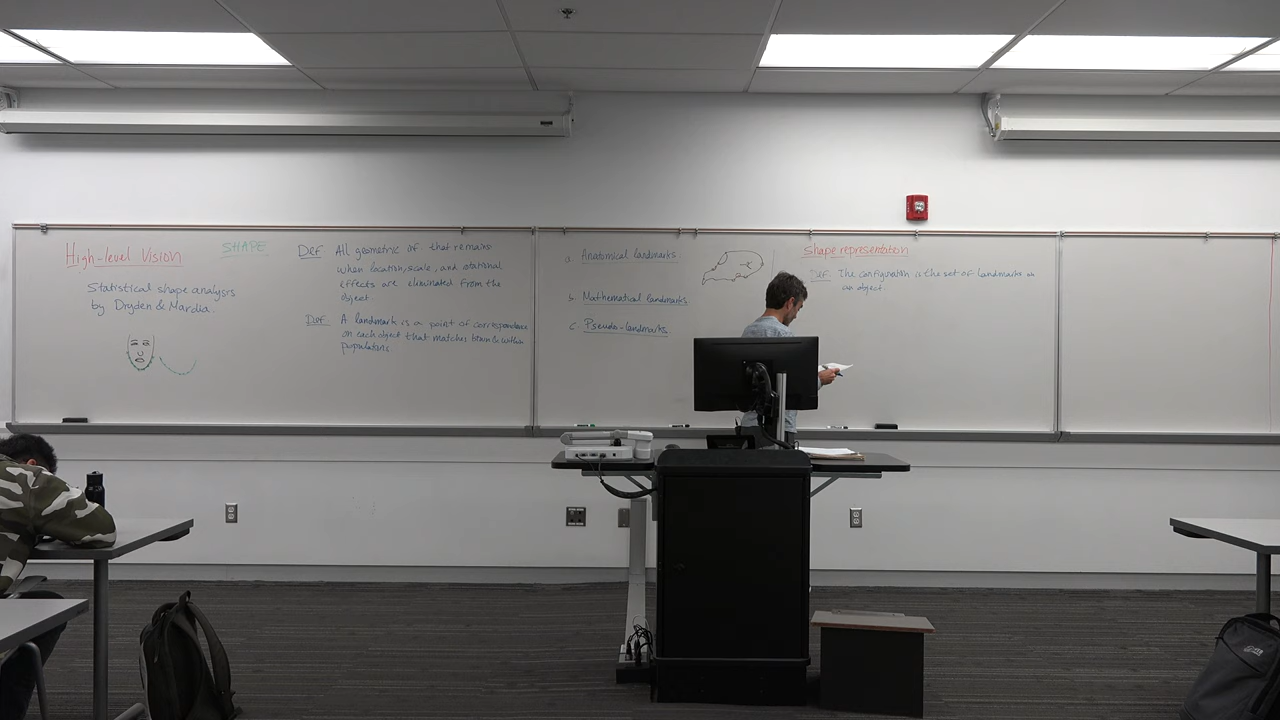 High-level Vision
SHAPE
Statistical shape analysis
by Dryden & Mardia.
Def All geometric of that remains
when location, scale, and rotational
effects are eliminated from the
object.
Def. A landmark is a point of correspondence
on each object that matches between & within
populations
a. Anatomical landmarks
b. Mathematical landmarks
c. Pseudo-landmarks
Shape representation
Def. The configuration is the set of landmarks on
an object.